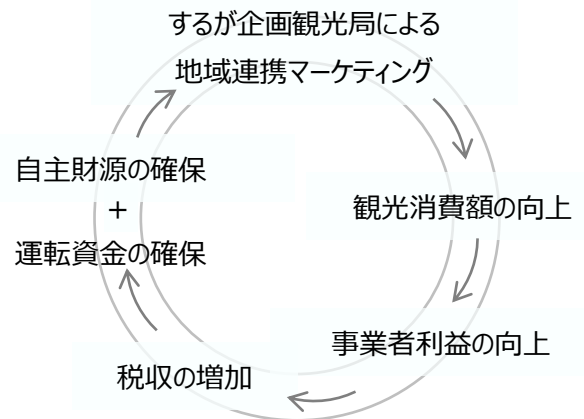 するが企画観光局による
地域連携マーケティング
観光消費額の向上
事業者利益の向上
税収の増加
自主財源の確保
+
運転資金の確保